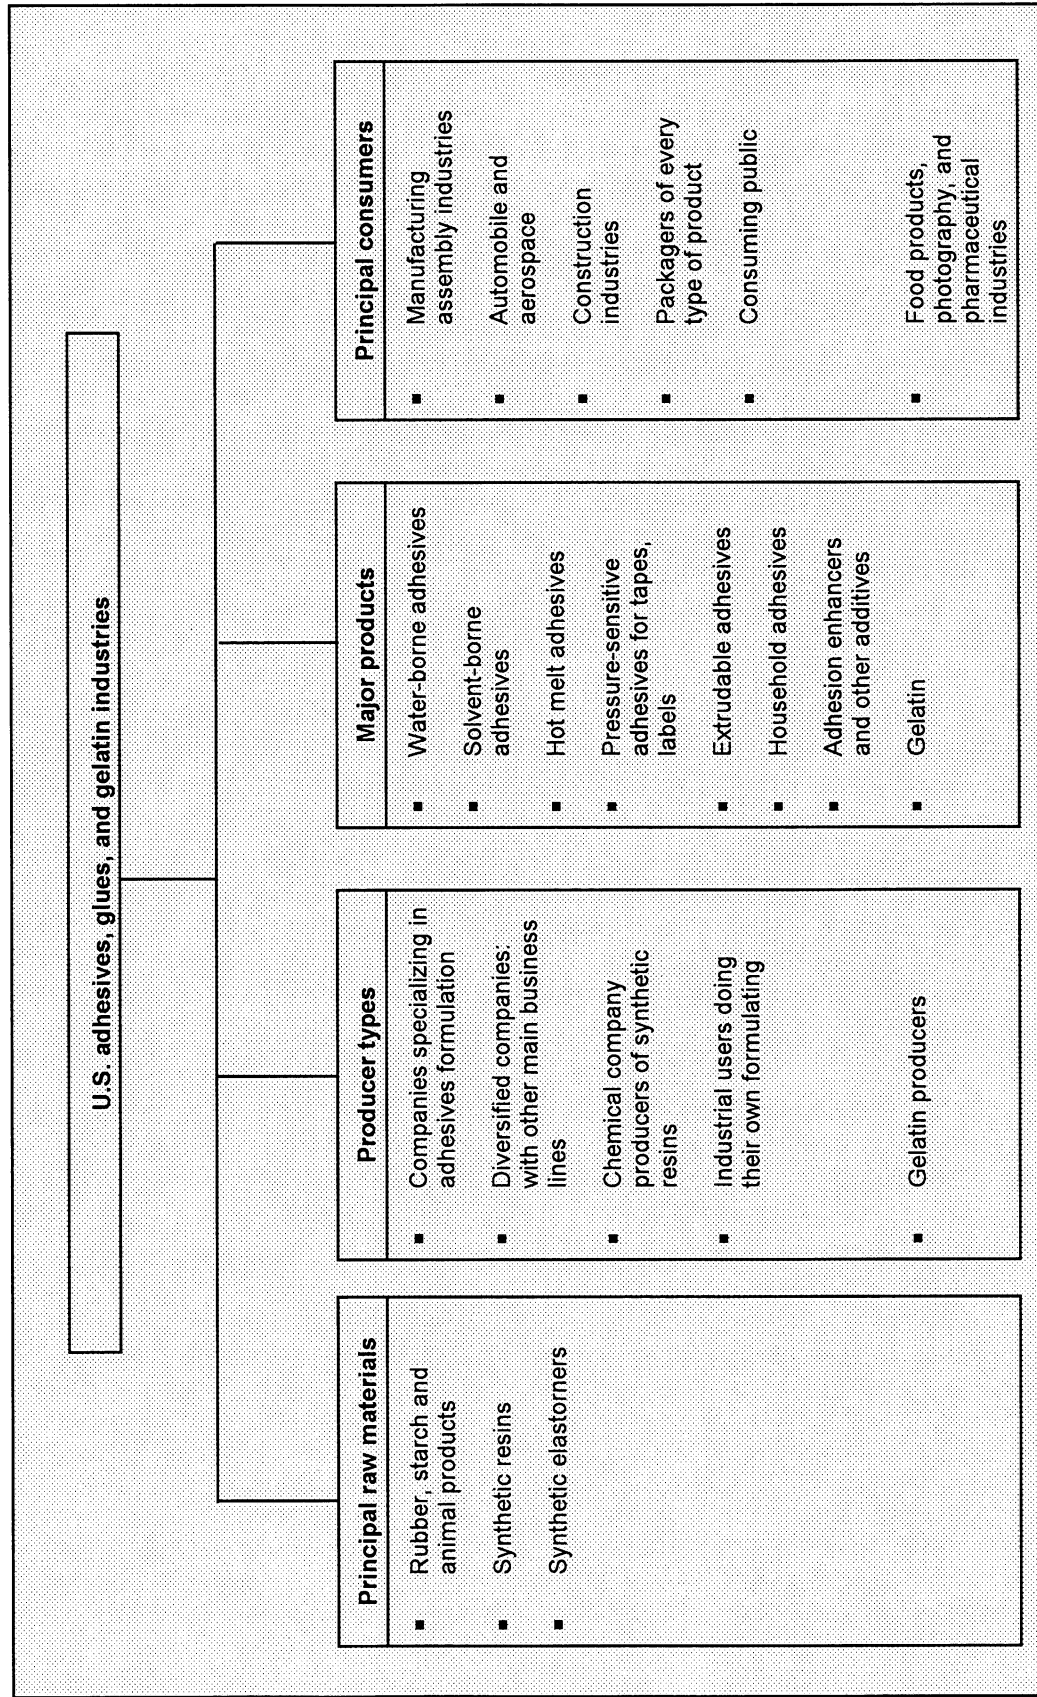 U.S. adhesives, glues, and gelatin industries
Principal raw materials
▪ Rubber, starch and
animal products
▪ Synthetic resins
▪ Synthetic elastorners
Producer types
▪ Companies specializing in
adhesives formulation
▪ Diversified companies:
with other main business
lines
▪ Chemical company
producers of synthetic
resins
▪ Industrial users doing
their own formulating
▪ Gelatin producers
Major products
▪ Water-borne adhesives
▪ Solvent-borne
adhesives
▪ Hot melt adhesives
▪ Pressure-sensitive
adhesives for tapes,
labels
▪ Extrudable adhesives
▪ Household adhesives
▪ Adhesion enhancers
and other additives
▪ Gelatin
Principal consumers
▪ Manufacturing
assembly industries
▪ Automobile and
aerospace
▪ Construction
industries
▪ Packagers of every
type of product
▪ Consuming public
▪ Food products,
photography, and
pharmaceutical
industries